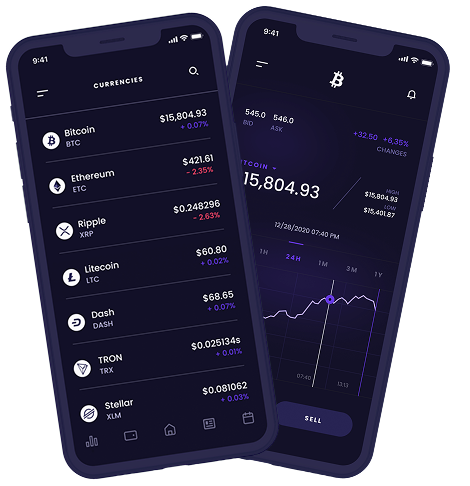 9:41
CURRENCIES
Bitcoin $15,804.93
BTC + 0.07%
Ethereum $421.61
ETC - 2.35%
Ripple $0.248296
XRP - 2.63%
Litecoin $60.80
LTC + 0.02%
Dash $68.65
DASH + 0.07%
TRON $0.025134s
TRX + 0.01%
Stellar $0.081062
XLM + 0.03%
9:41
545.0 546.0 +32.50 +6,35%
BID ASK CHANGES
15,804.93
HIGH
$15,804.93
LOW
$15,401.87
12/28/2020 07:40 PM
1H 24H 1M 3M 1Y
07:40 13:13
SELL